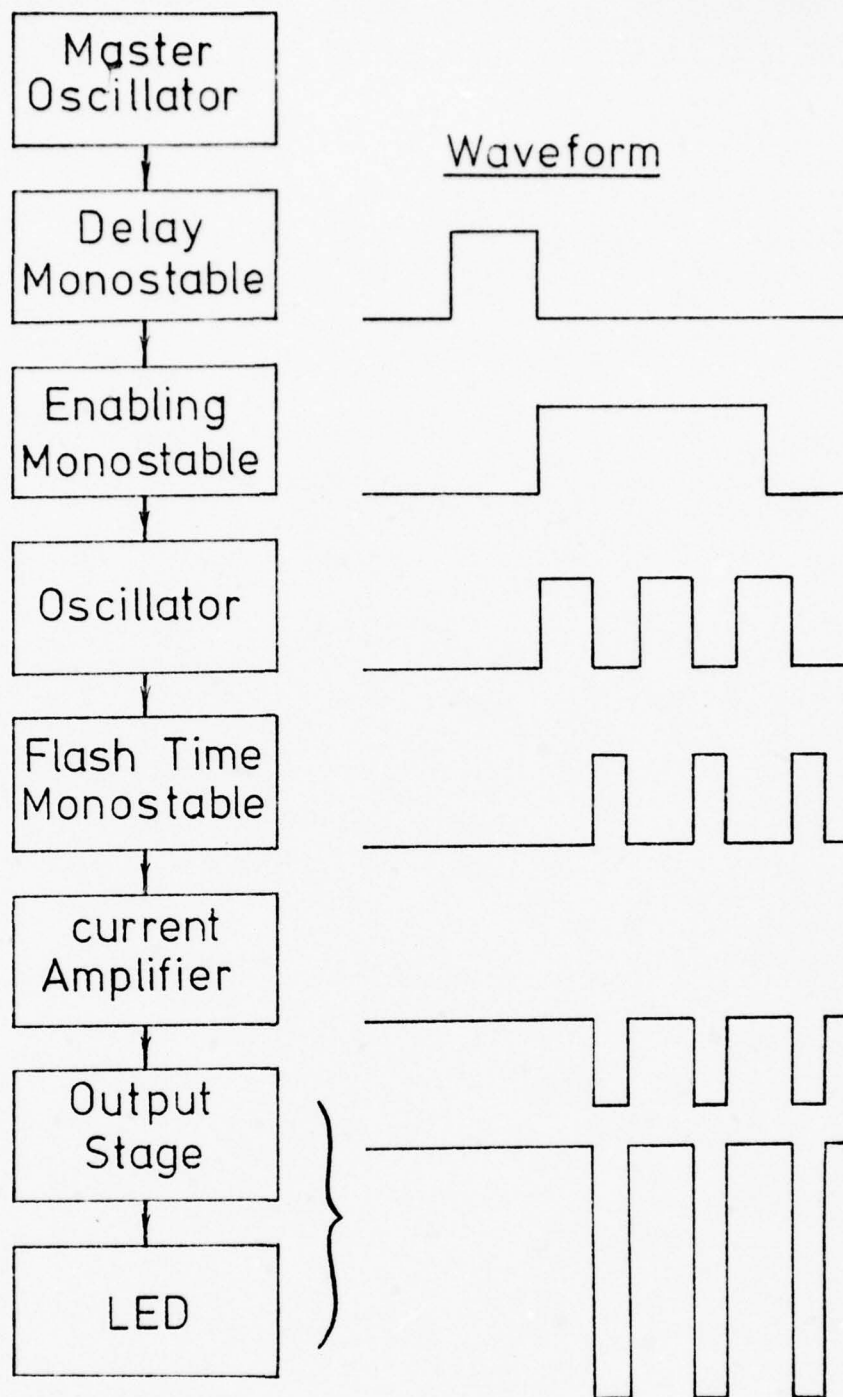 Master
Oscillator
Waveform
Delay
Monostable
Enabling
Monostable
Oscillator
Flash Time
Monostable
current
Amplifier
Output
Stage
LED